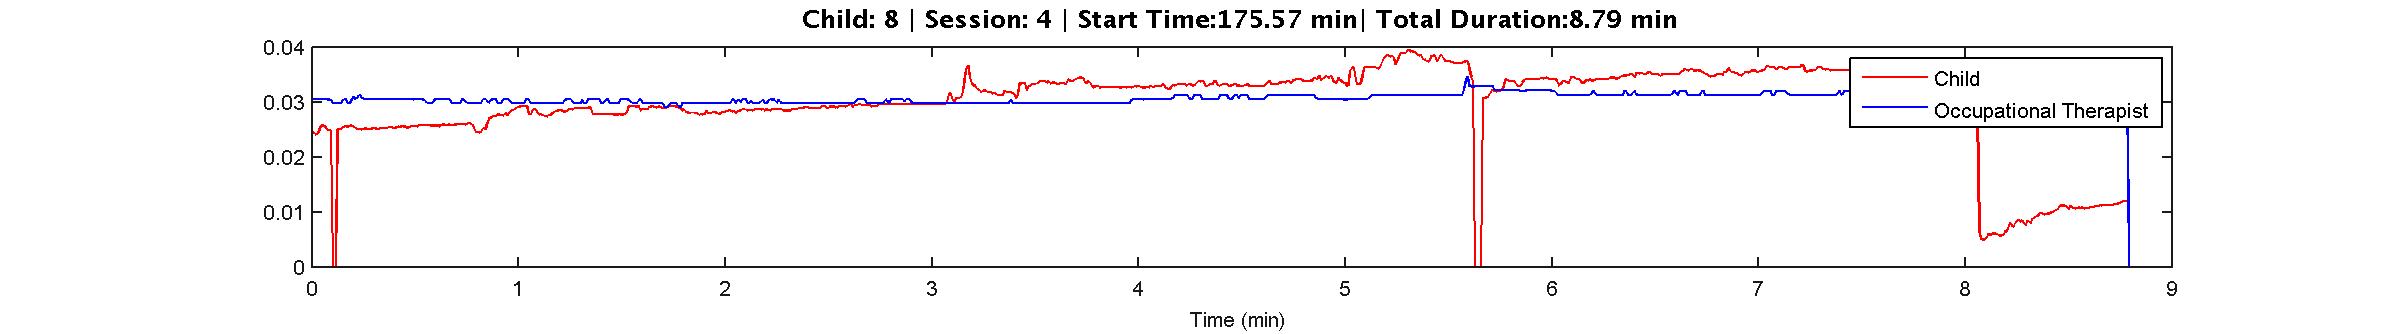 Child: 8 | Session: 4 | Start Time:175.57 min| Total Duration:8.79 min
0.04
0.03
0.02
0.01
0
Child
Occupational Therapist
0 1 2 3 4 5 6 7 8 9
Time (min)